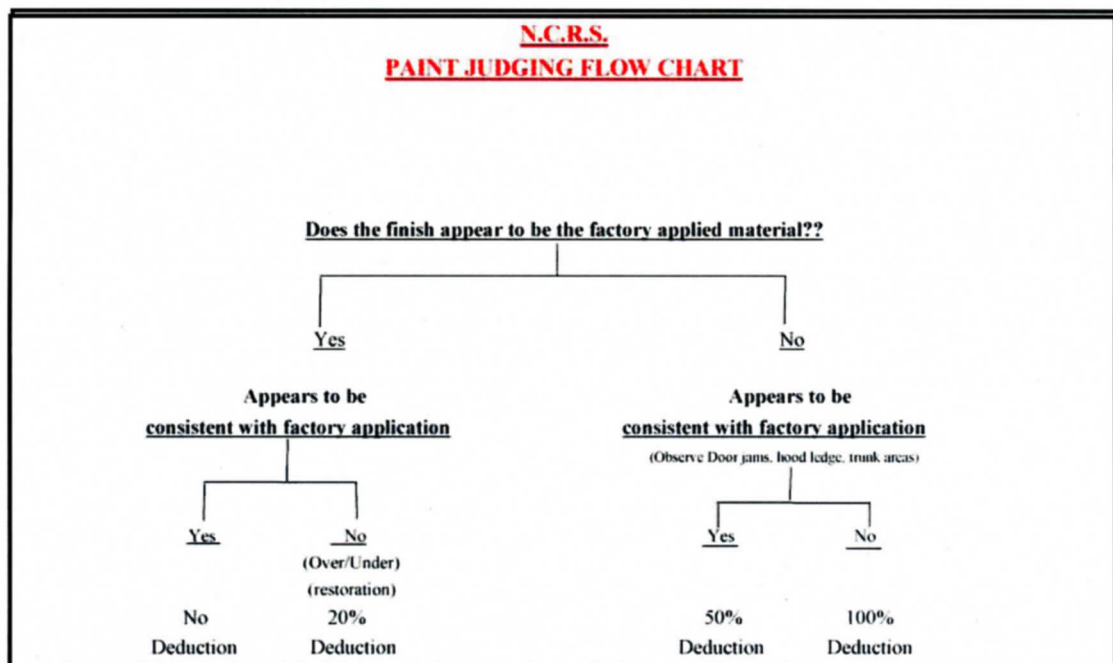 N.C.R.S.
PAINT JUDGING FLOW CHART
Does the finish appear to be the factory applied material??
Yes
No
Appears to be
consistent with factory application
Appears to be
consistent with factory application
(Observe Door jams, hood ledge, trunk areas)
Yes
No
(Over/Under)
(restoration)
Yes
No
No
Deduction
20%
Deduction
50%
Deduction
100%
Deduction